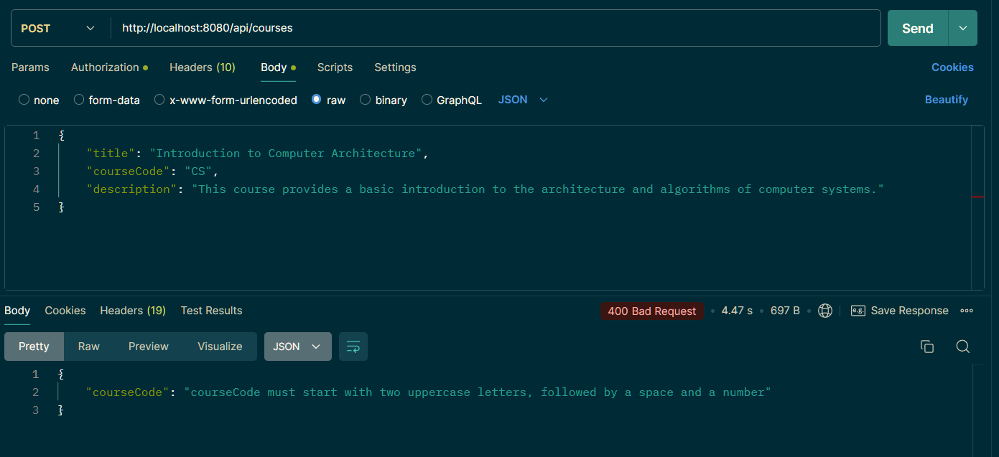 POST http://localhost:8080/api/courses Send
Params Authorization Headers (10) Body Scripts Settings Cookies
none form-data x-www-form-urlencoded raw binary GraphQL JSON Beautify
1 {
2 "title": "Introduction to Computer Architecture",
3 "courseCode": "CS",
4 "description": "This course provides a basic introduction to the architecture and algorithms of computer systems."
5 }
Body Cookies Headers (19) Test Results 400 Bad Request • 4.47 s • 697 B • e.g. Save Response
Pretty Raw Preview Visualize JSON
1 {
2 "courseCode": "courseCode must start with two uppercase letters, followed by a space and a number"
3 }